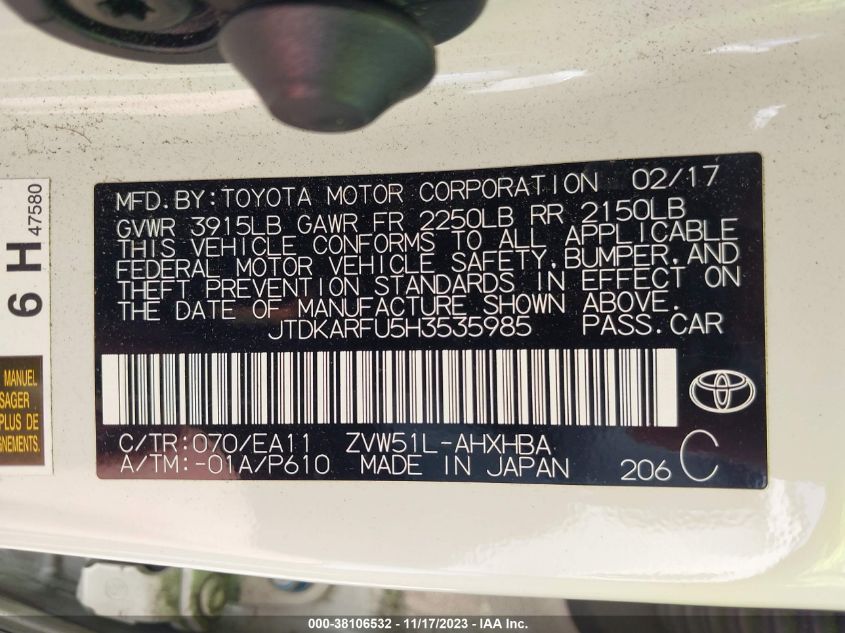 MFD.BY:TOYOTA MOTOR CORPORATION 02/17
GVWR 3915LB GAWR FR 2250LB RR 2150LB
THIS VEHICLE CONFORMS TO ALL APPLICABLE
FEDERAL MOTOR VEHICLE SAFETY,BUMPER,AND
THEFT PREVENTION STANDARDS IN EFFECT ON
THE DATE OF MANUFACTURE SHOWN ABOVE.
JTDKARFU5H3535985 PASS.CAR
C/TR:070/EA11 ZVW51L-AHXHBA
A/TM:-01A/P610 MADE IN JAPAN 206 C
6 H
47580
MANUEL
SAGER
PLUS DE
GNEMENTS.
000-38106532 - 11/17/2023 - IAA Inc.